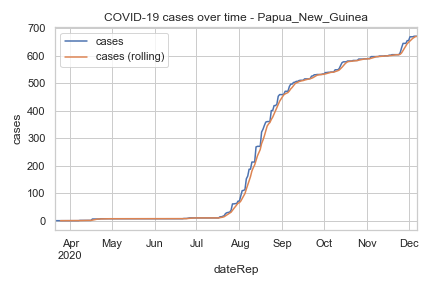 COVID-19 cases over time - Papua_New_Guinea
cases
cases (rolling)
700
600
500
400
300
200
100
0
cases
Apr
2020
May
Jun
Jul
Aug
Sep
Oct
Nov
Dec
dateRep